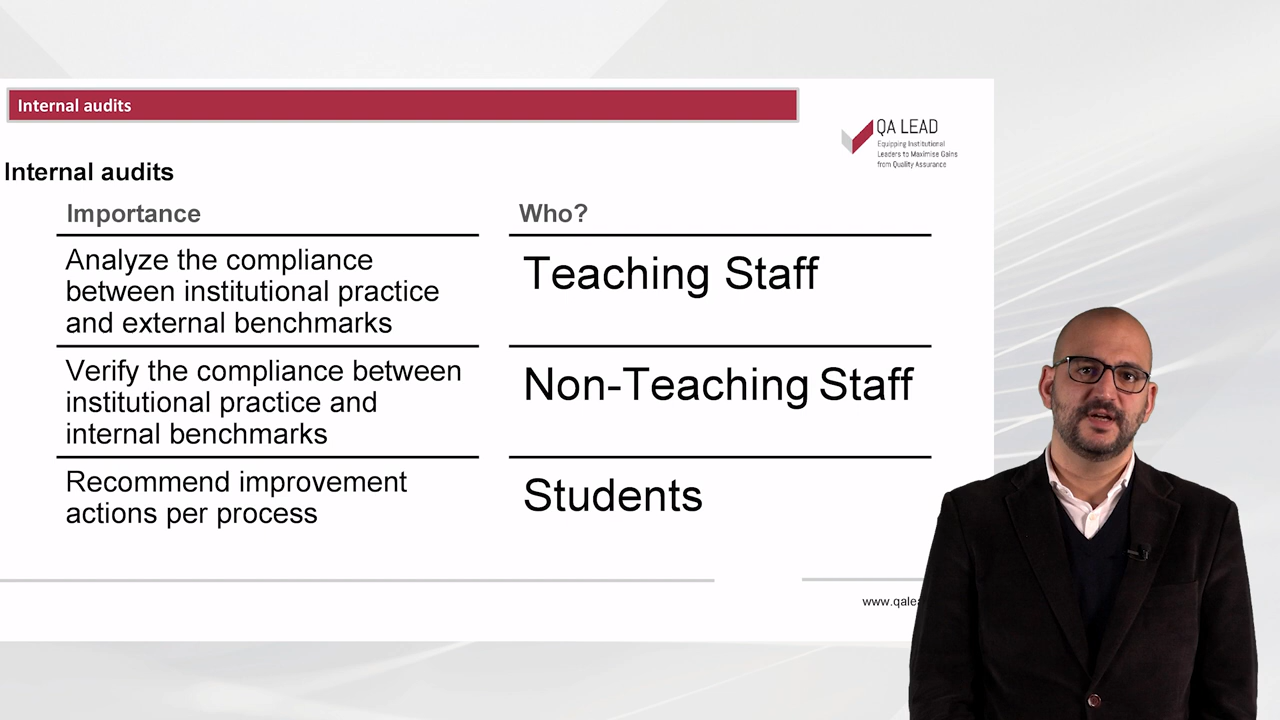 Internal audits
QA LEAD
Equipping Institutional
Leaders to Maximise Gains
from Quality Assurance
Internal audits
Importance
Analyze the compliance
between institutional practice
and external benchmarks
Verify the compliance between
institutional practice and
internal benchmarks
Recommend improvement
actions per process
Who?
Teaching Staff
Non-Teaching Staff
Students